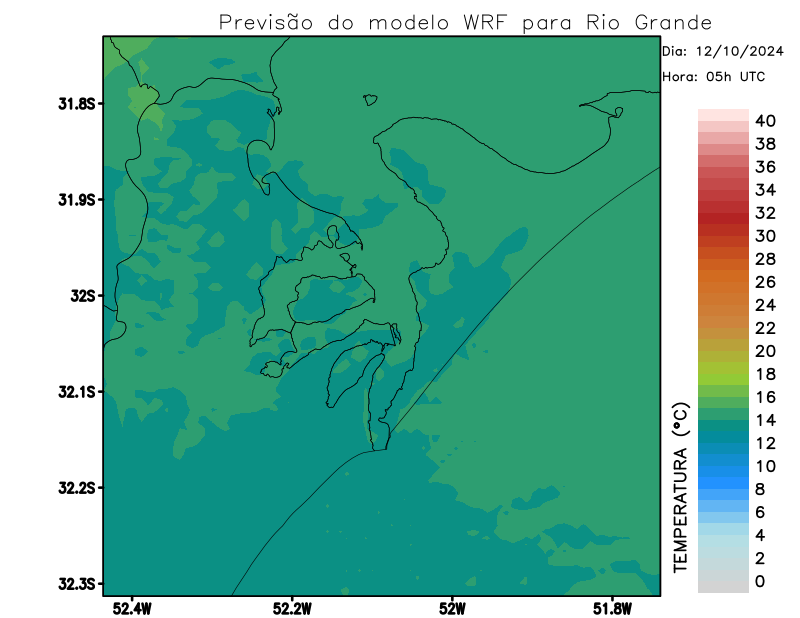 Previsão do modelo WRF para Rio Grande
Dia: 12/10/2024
Hora: 05h UTC
31.8S
31.9S
32S
32.1S
32.2S
32.3S
52.4W
52.2W
52W
51.8W
TEMPERATURA (°C)
40
38
36
34
32
30
28
26
24
22
20
18
16
14
12
10
8
6
4
2
0